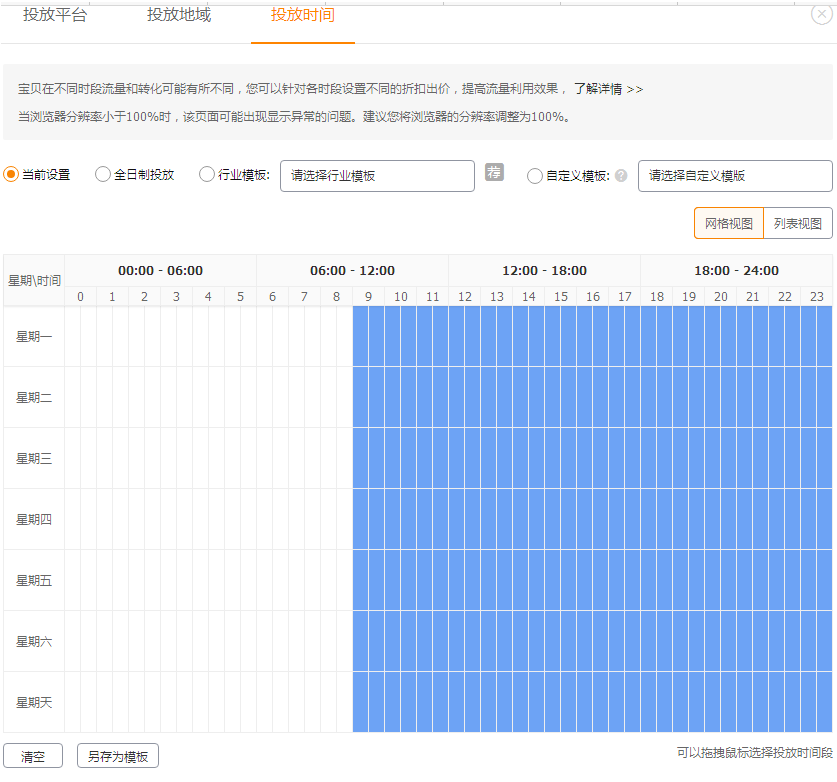 投放平台 投放地域 投放时间
宝贝在不同时段流量和转化可能有所不同，您可以针对各时段设置不同的折扣出价，提高流量利用效果， 了解详情 >>
当浏览器分辨率小于100%时，该页面可能出现显示异常的问题。建议您将浏览器的分辨率调整为100%。
当前设置 全日制投放 行业模板: 请选择行业模板 荐 自定义模板: ? 请选择自定义模版
网格视图 列表视图
星期\时间 00:00 - 06:00 06:00 - 12:00 12:00 - 18:00 18:00 - 24:00
0 1 2 3 4 5 6 7 8 9 10 11 12 13 14 15 16 17 18 19 20 21 22 23
星期一
星期二
星期三
星期四
星期五
星期六
星期天
清空 另存为模板 可以拖拽鼠标选择投放时间段